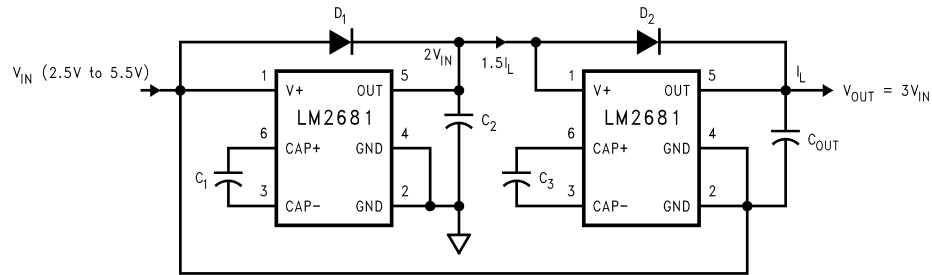 D1
D2
VIN (2.5V to 5.5V)
2VIN
1.5IL
IL
VOUT = 3VIN
1 V+ OUT 5
LM2681
6 CAP+ GND 4
3 CAP- GND 2
C1
C2
1 V+ OUT 5
LM2681
6 CAP+ GND 4
3 CAP- GND 2
C3
COUT